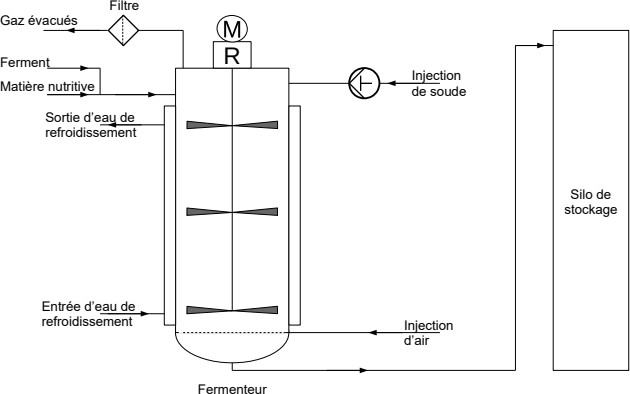 Filtre
Gaz évacués
M
R
Ferment
Matière nutritive
Injection
de soude
Sortie d'eau de
refroidissement
Silo de
stockage
Entrée d'eau de
refroidissement
Injection
d'air
Fermenteur